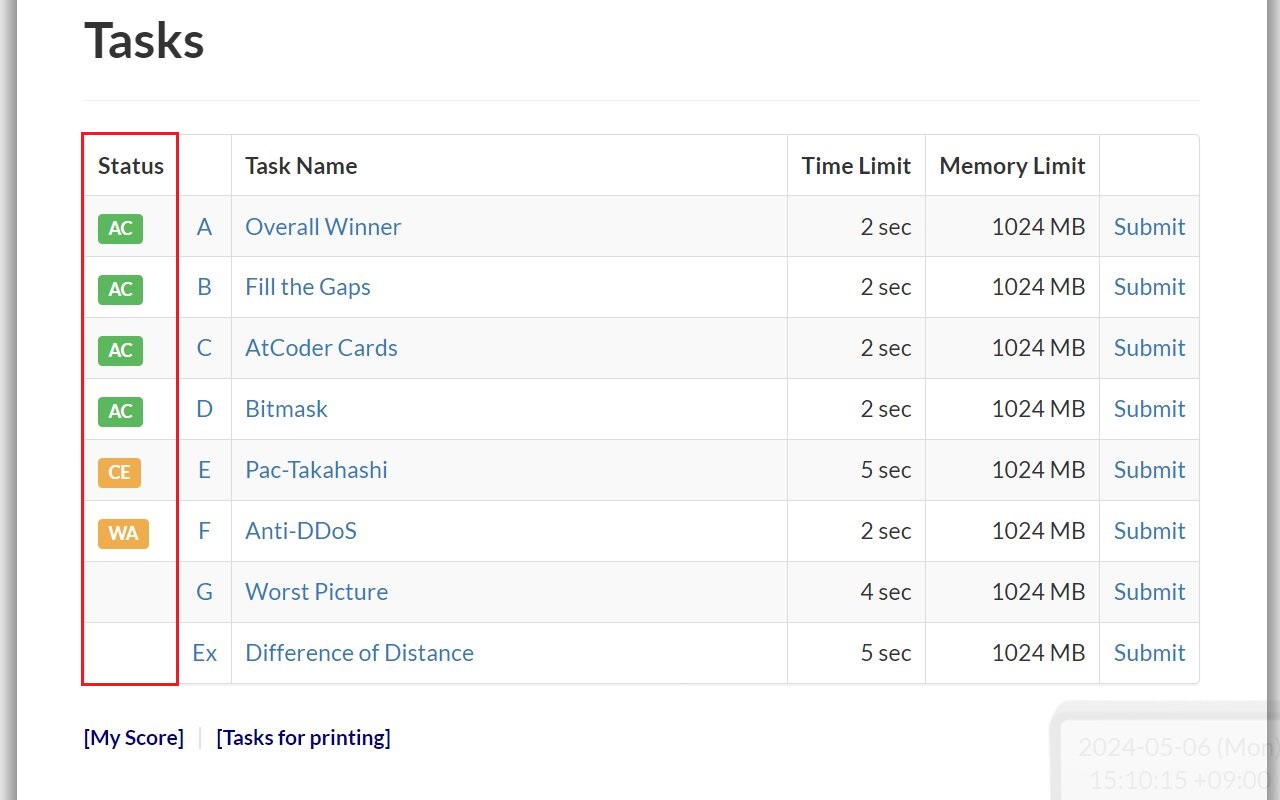 Tasks
Status Task Name Time Limit Memory Limit
AC A Overall Winner 2 sec 1024 MB Submit
AC B Fill the Gaps 2 sec 1024 MB Submit
AC C AtCoder Cards 2 sec 1024 MB Submit
AC D Bitmask 2 sec 1024 MB Submit
CE E Pac-Takahashi 5 sec 1024 MB Submit
WA F Anti-DDoS 2 sec 1024 MB Submit
G Worst Picture 4 sec 1024 MB Submit
Ex Difference of Distance 5 sec 1024 MB Submit
[My Score] [Tasks for printing]
2024-05-06 (Mon)
15:10:15 +09:00